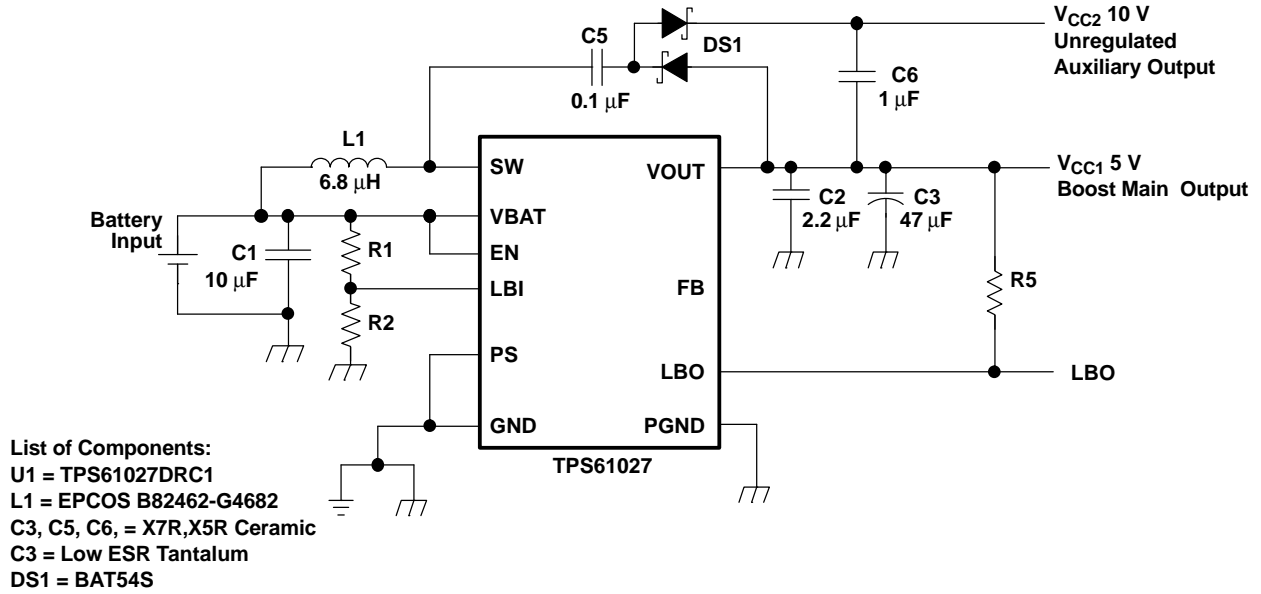 C5
0.1 µF
DS1
C6
1 µF
VCC2 10 V
Unregulated
Auxiliary Output
L1
6.8 µH
SW
VOUT
VCC1 5 V
Boost Main Output
C2
2.2 µF
C3
47 µF
Battery
Input
VBAT
C1
10 µF
R1
EN
LBI
FB
R5
R2
PS
LBO
LBO
GND
PGND
TPS61027
List of Components:
U1 = TPS61027DRC1
L1 = EPCOS B82462-G4682
C3, C5, C6, = X7R,X5R Ceramic
C3 = Low ESR Tantalum
DS1 = BAT54S